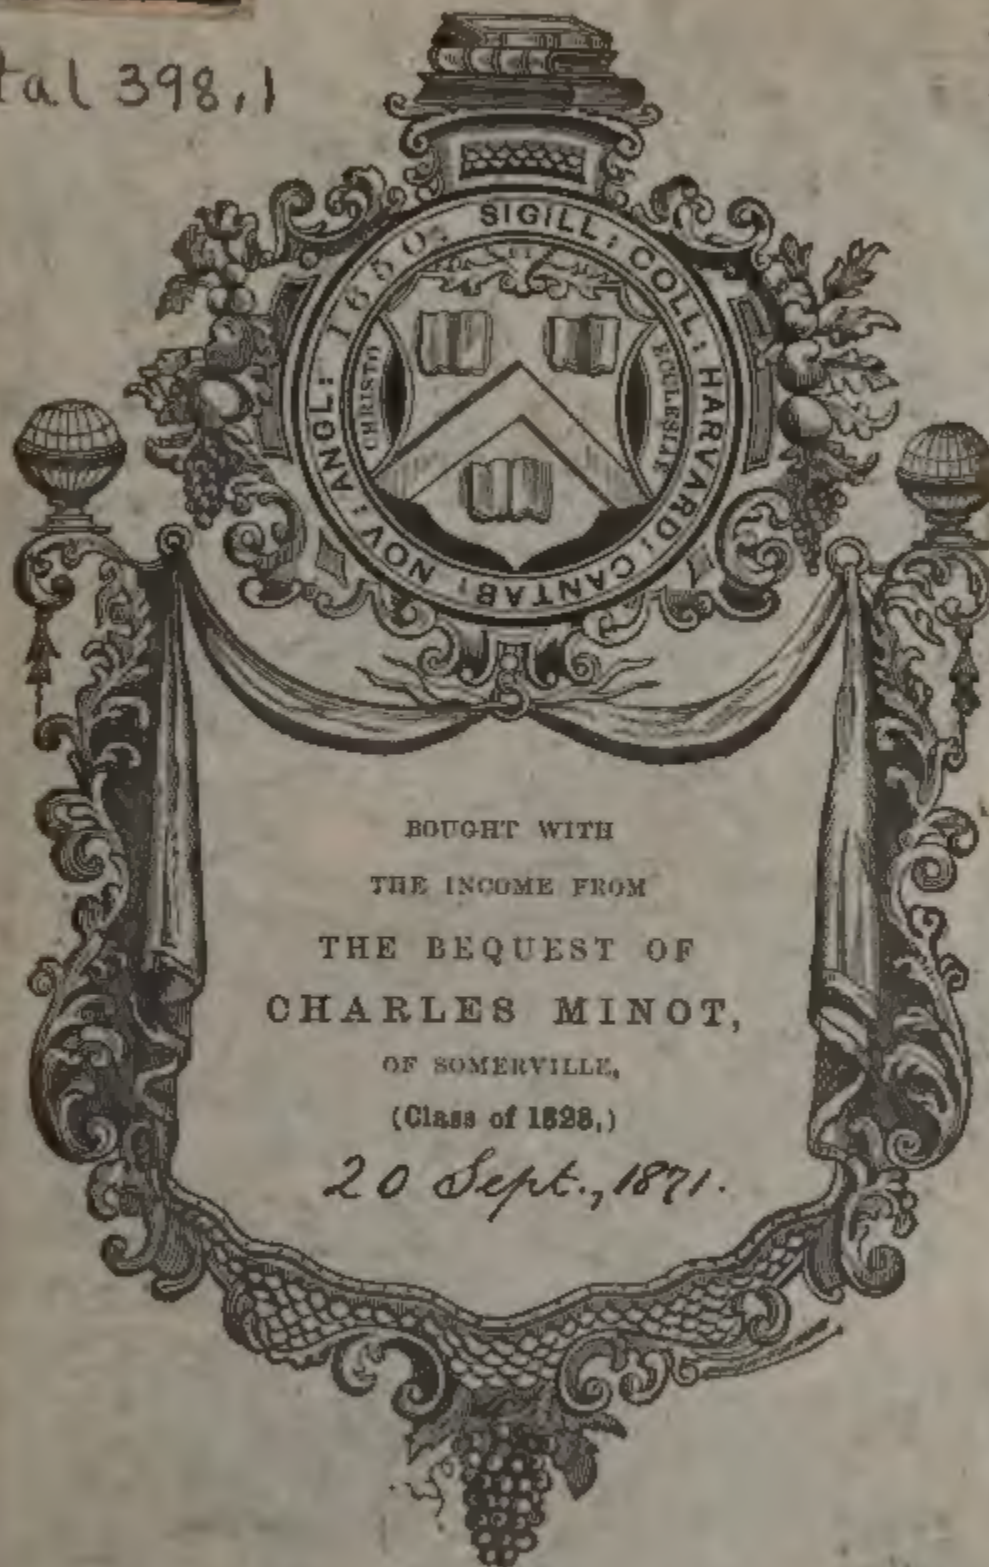 tal 398,1
SIGILL: COLL: HARVARD: CANTAB: NOV: ANGL: 1650:
CHRISTO
ECCLESIAE
BOUGHT WITH
THE INCOME FROM
THE BEQUEST OF
CHARLES MINOT,
OF SOMERVILLE,
(Class of 1828,)
20 Sept., 1871.